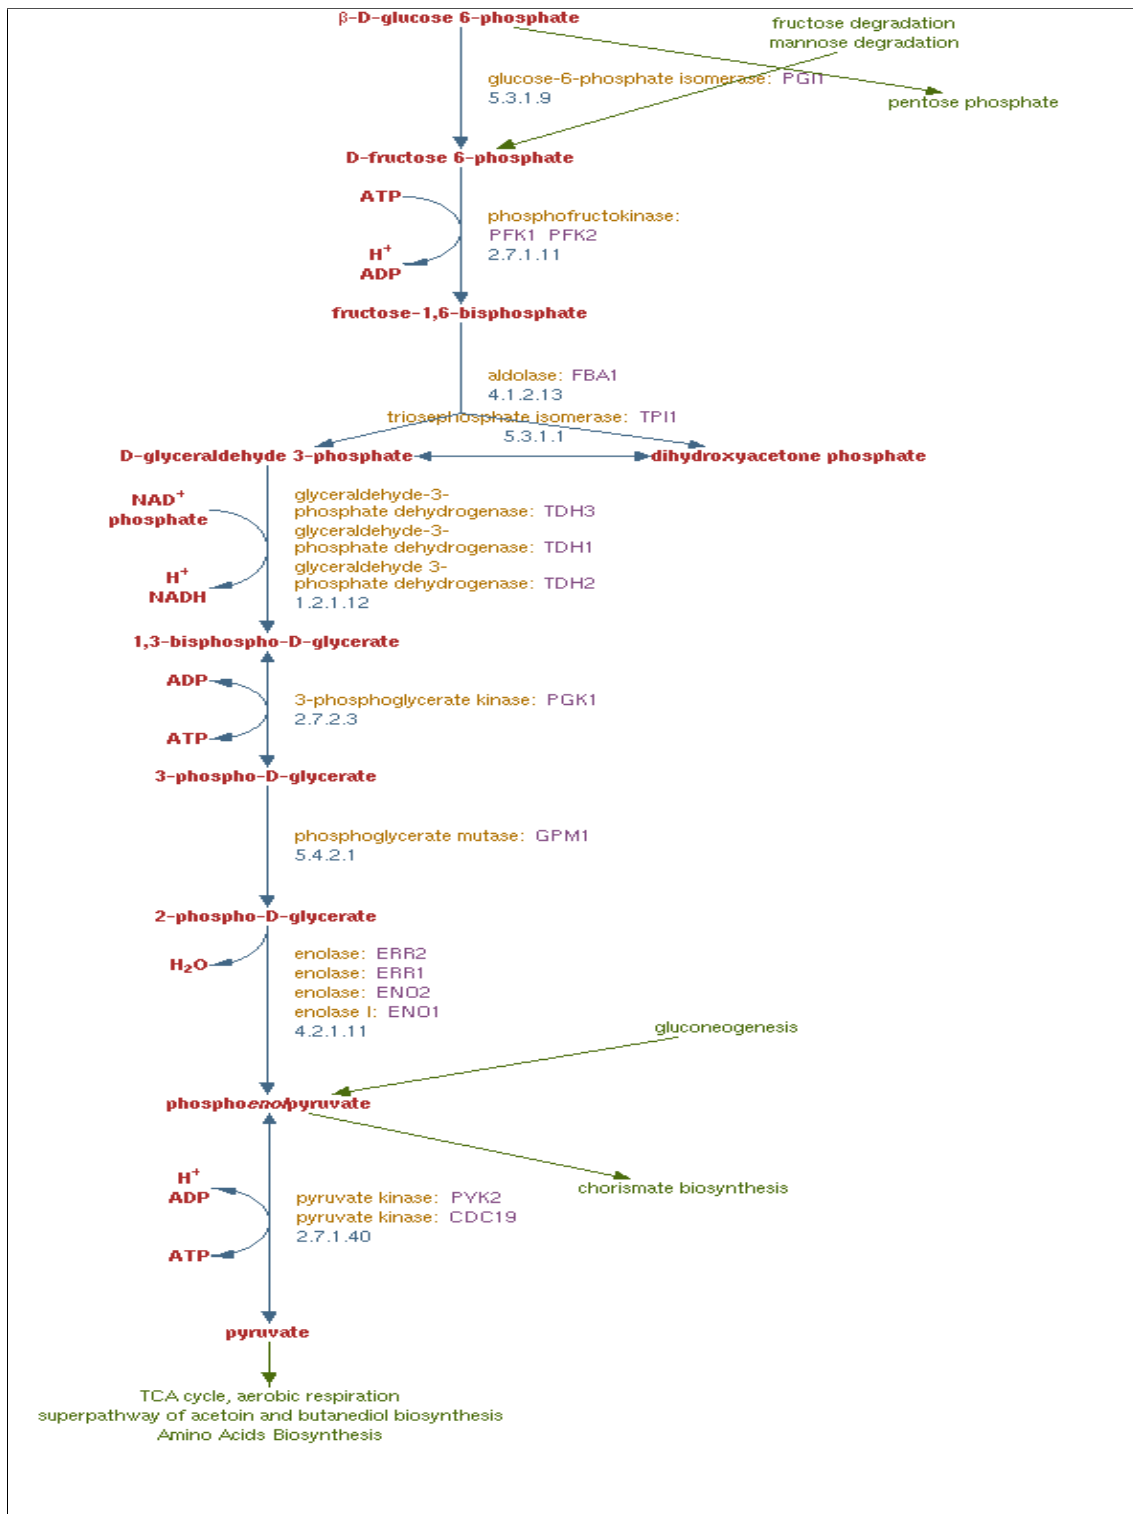 β-D-glucose 6-phosphate
fructose degradation
mannose degradation
glucose-6-phosphate isomerase: PGI1
5.3.1.9
pentose phosphate
D-fructose 6-phosphate
ATP
phosphofructokinase:
PFK1 PFK2
H+
2.7.1.11
ADP
fructose-1,6-bisphosphate
aldolase: FBA1
4.1.2.13
triosephosphate isomerase: TPI1
5.3.1.1
D-glyceraldehyde 3-phosphate
dihydroxyacetone phosphate
NAD+
phosphate
glyceraldehyde-3-
phosphate dehydrogenase: TDH3
glyceraldehyde-3-
phosphate dehydrogenase: TDH1
glyceraldehyde 3-
phosphate dehydrogenase: TDH2
1.2.1.12
H+
NADH
1,3-bisphospho-D-glycerate
ADP
3-phosphoglycerate kinase: PGK1
2.7.2.3
ATP
3-phospho-D-glycerate
phosphoglycerate mutase: GPM1
5.4.2.1
2-phospho-D-glycerate
H2O
enolase: ERR2
enolase: ERR1
enolase: ENO2
enolase I: ENO1
4.2.1.11
gluconeogenesis
phosphoenolpyruvate
chorismate biosynthesis
H+
ADP
pyruvate kinase: PYK2
pyruvate kinase: CDC19
2.7.1.40
ATP
pyruvate
TCA cycle, aerobic respiration
superpathway of acetoin and butanediol biosynthesis
Amino Acids Biosynthesis